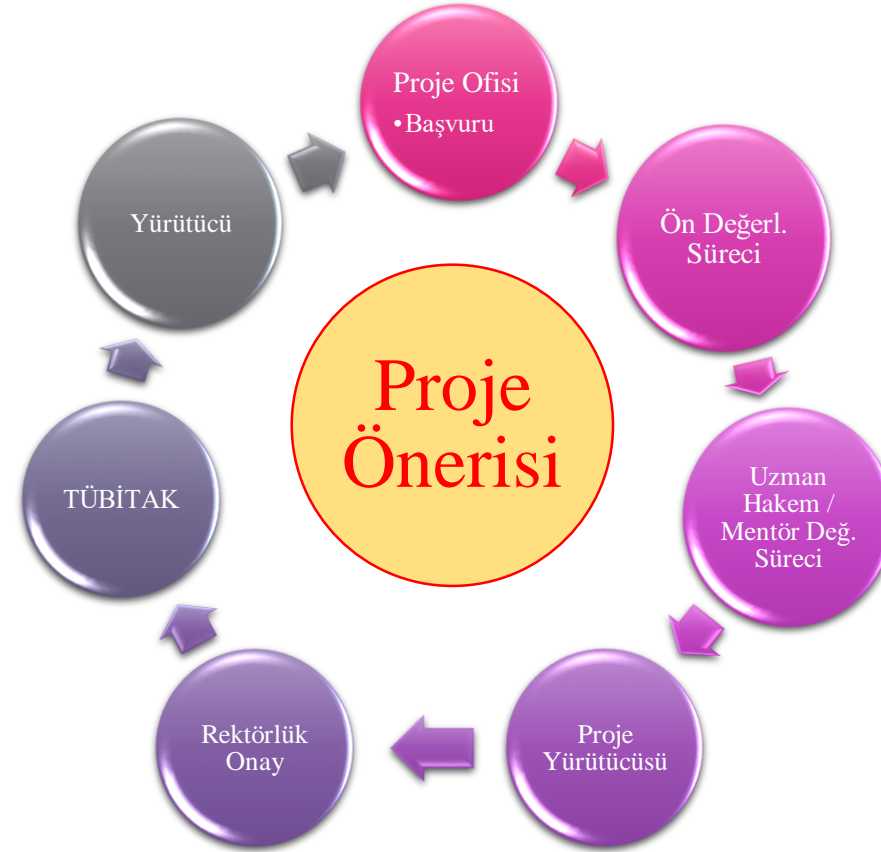 Proje Ofisi
•Başvuru
Ön Değerl.
Süreci
Uzman
Hakem /
Mentör Değ.
Süreci
Proje
Yürütücüsü
Rektörlük
Onay
TÜBİTAK
Yürütücü
Proje
Önerisi